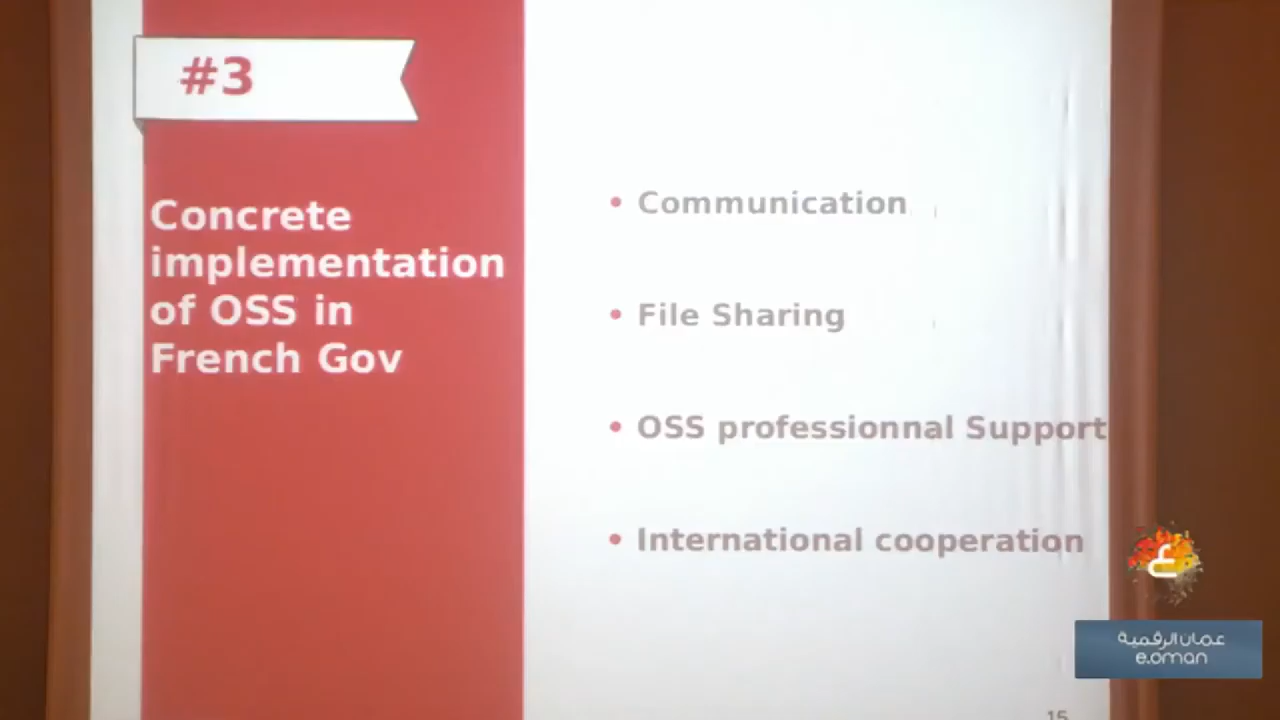 #3
Concrete
implementation
of OSS in
French Gov
• Communication
• File Sharing
• OSS professionnal Support
• International cooperation
ع
عمان الرقمية
e.oman
15